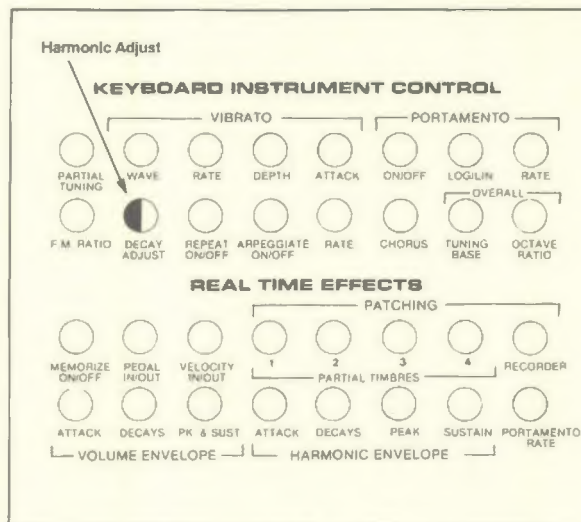 Harmonic Adjust
KEYBOARD INSTRUMENT CONTROL
VIBRATO PORTAMENTO
PARTIAL TUNING WAVE RATE DEPTH ATTACK ON/OFF LOG/LIN RATE
OVERALL
F.M. RATIO DECAY ADJUST REPEAT ON/OFF ARPEGGIATE ON/OFF RATE CHORUS TUNING BASE OCTAVE RATIO
REAL TIME EFFECTS
PATCHING
1 2 3 4
MEMORIZE ON/OFF PEDAL IN/OUT VELOCITY IN/OUT PARTIAL TIMBRES RECORDER
ATTACK DECAYS PK & SUST ATTACK DECAYS PEAK SUSTAIN PORTAMENTO RATE
VOLUME ENVELOPE HARMONIC ENVELOPE